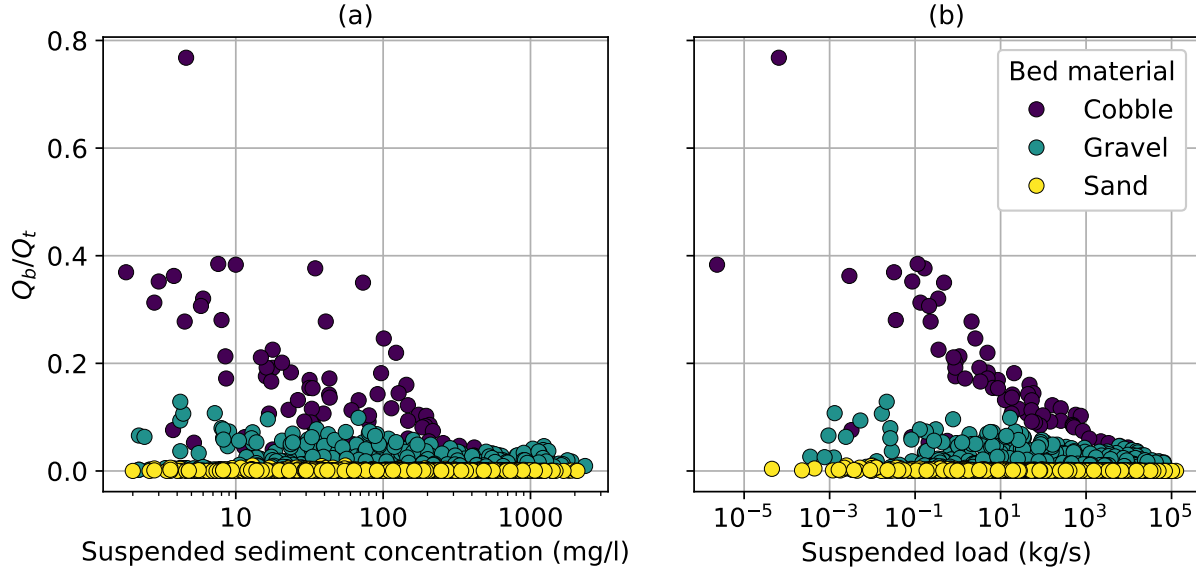 (a)
(b)
0.8
0.6
0.4
0.2
0.0
Q_b/Q_t
10
100
1000
Suspended sediment concentration (mg/l)
Bed material
Cobble
Gravel
Sand
10^-5
10^-3
10^-1
10^1
10^3
10^5
Suspended load (kg/s)